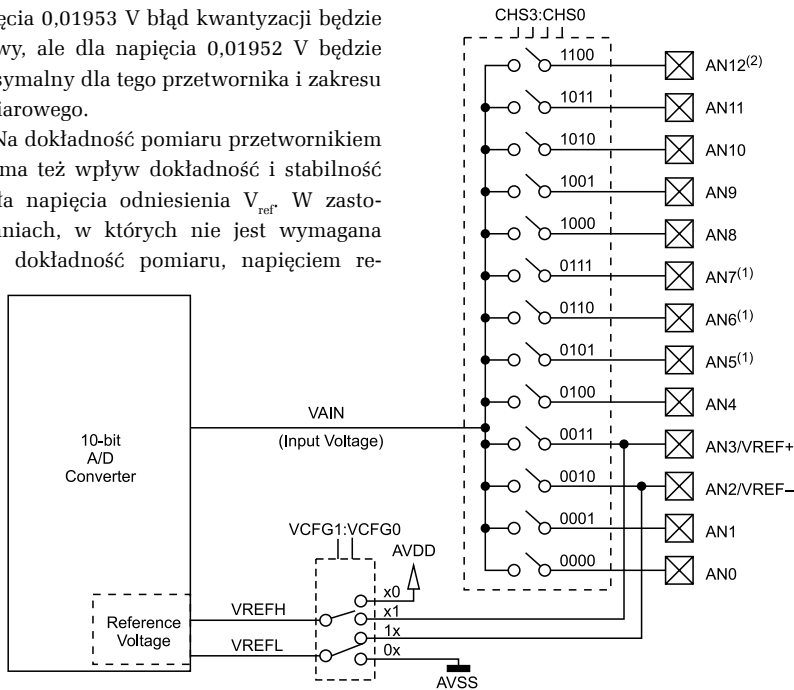 ęcia 0,01953 V błąd kwantyzacji będzie
wy, ale dla napięcia 0,01952 V będzie
symalny dla tego przetwornika i zakresu
iarowego.
Na dokładność pomiaru przetwornikiem
ma też wpływ dokładność i stabilność
ła napięcia odniesienia Vref. W zasto-
niach, w których nie jest wymagana
dokładność pomiaru, napięciem re-
CHS3:CHS0
1100 AN12(2)
1011 AN11
1010 AN10
1001 AN9
1000 AN8
0111 AN7(1)
0110 AN6(1)
0101 AN5(1)
0100 AN4
0011 AN3/VREF+
0010 AN2/VREF–
0001 AN1
0000 AN0
VAIN
(Input Voltage)
10-bit
A/D
Converter
VCFG1:VCFG0
AVDD
Reference
Voltage
VREFH
VREFL
x0
x1
1x
0x
AVSS